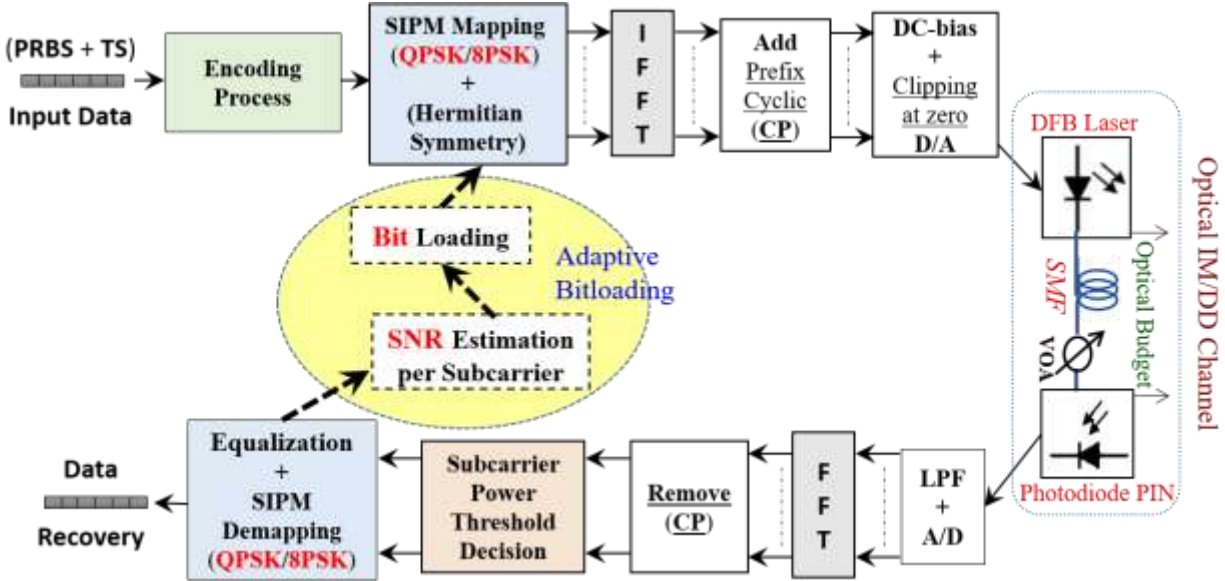 (PRBS + TS)
Input Data
Encoding
Process
SIPM Mapping
(QPSK/8PSK)
+
(Hermitian
Symmetry)
I
F
F
T
Add
Prefix
Cyclic
(CP)
DC-bias
+
Clipping
at zero
D/A
DFB Laser
SMF
VOA
Photodiode PIN
Optical Budget
Optical IM/DD Channel
Bit Loading
Adaptive
Bitloading
SNR Estimation
per Subcarrier
Data
Recovery
Equalization
+
SIPM
Demapping
(QPSK/8PSK)
Subcarrier
Power
Threshold
Decision
Remove
(CP)
F
F
T
LPF
+
A/D